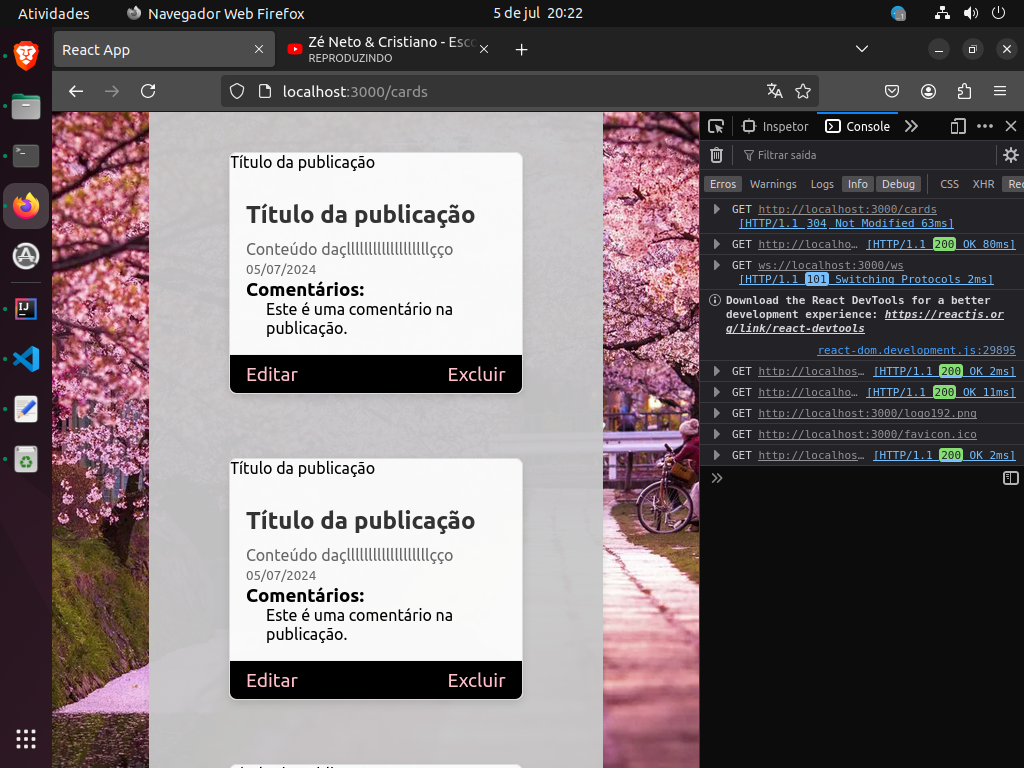 Atividades
Navegador Web Firefox
5 de jul 20:22
React App
Zé Neto & Cristiano - Esco
REPRODUZINDO
localhost:3000/cards
Título da publicação
Título da publicação
Conteúdo daçlllllllllllllllllllçço
05/07/2024
Comentários:
Este é uma comentário na
publicação.
Editar
Excluir
Título da publicação
Título da publicação
Conteúdo daçlllllllllllllllllllçço
05/07/2024
Comentários:
Este é uma comentário na
publicação.
Editar
Excluir
Inspetor
Console
Filtrar saída
Erros
Warnings
Logs
Info
Debug
CSS
XHR
Rec
GET http://localhost:3000/cards
[HTTP/1.1 304 Not Modified 63ms]
GET http://localho… [HTTP/1.1 200 OK 80ms]
GET ws://localhost:3000/ws
[HTTP/1.1 101 Switching Protocols 2ms]
Download the React DevTools for a better
development experience: https://reactjs.or
g/link/react-devtools
react-dom.development.js:29895
GET http://localhos… [HTTP/1.1 200 OK 2ms]
GET http://localho… [HTTP/1.1 200 OK 11ms]
GET http://localhost:3000/logo192.png
GET http://localhost:3000/favicon.ico
GET http://localhos… [HTTP/1.1 200 OK 2ms]